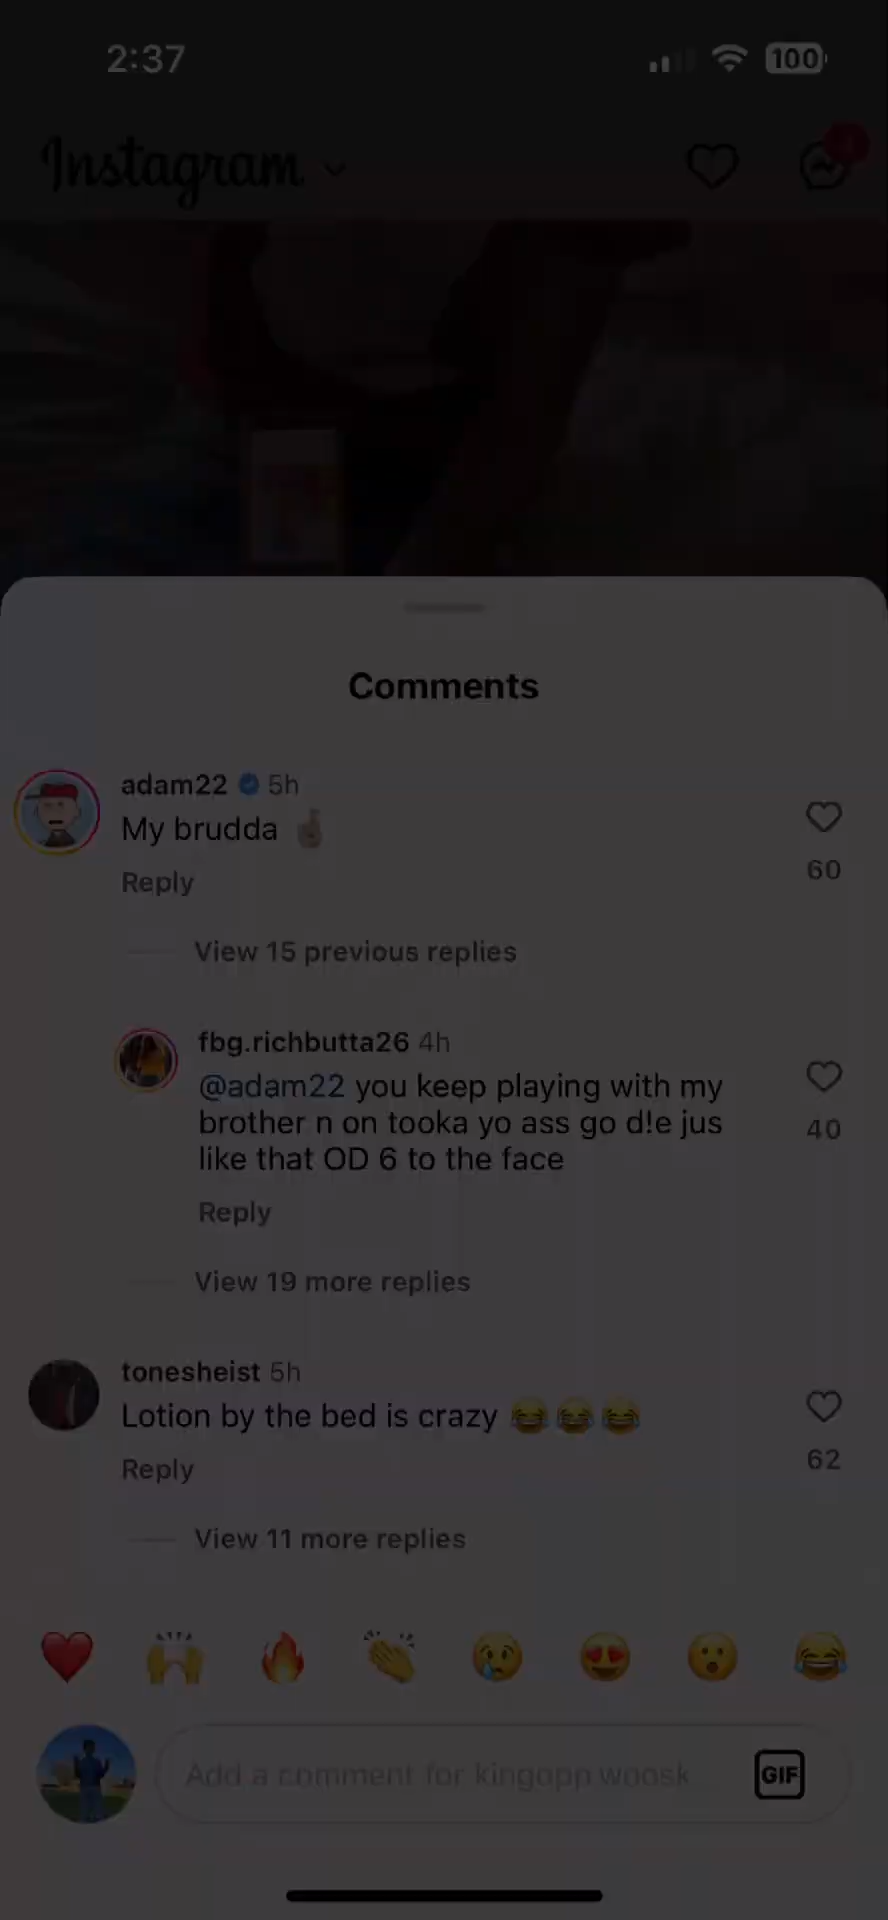 2:37
100
Instagram
Comments
adam22 5h
My brudda 🤞🏼
60
Reply
View 15 previous replies
fbg.richbutta26 4h
@adam22 you keep playing with my
brother n on tooka yo ass go d!e jus
like that OD 6 to the face
40
Reply
View 19 more replies
tonesheist 5h
Lotion by the bed is crazy 😂😂😂
62
Reply
View 11 more replies
Add a comment for kingopp.woosk
GIF